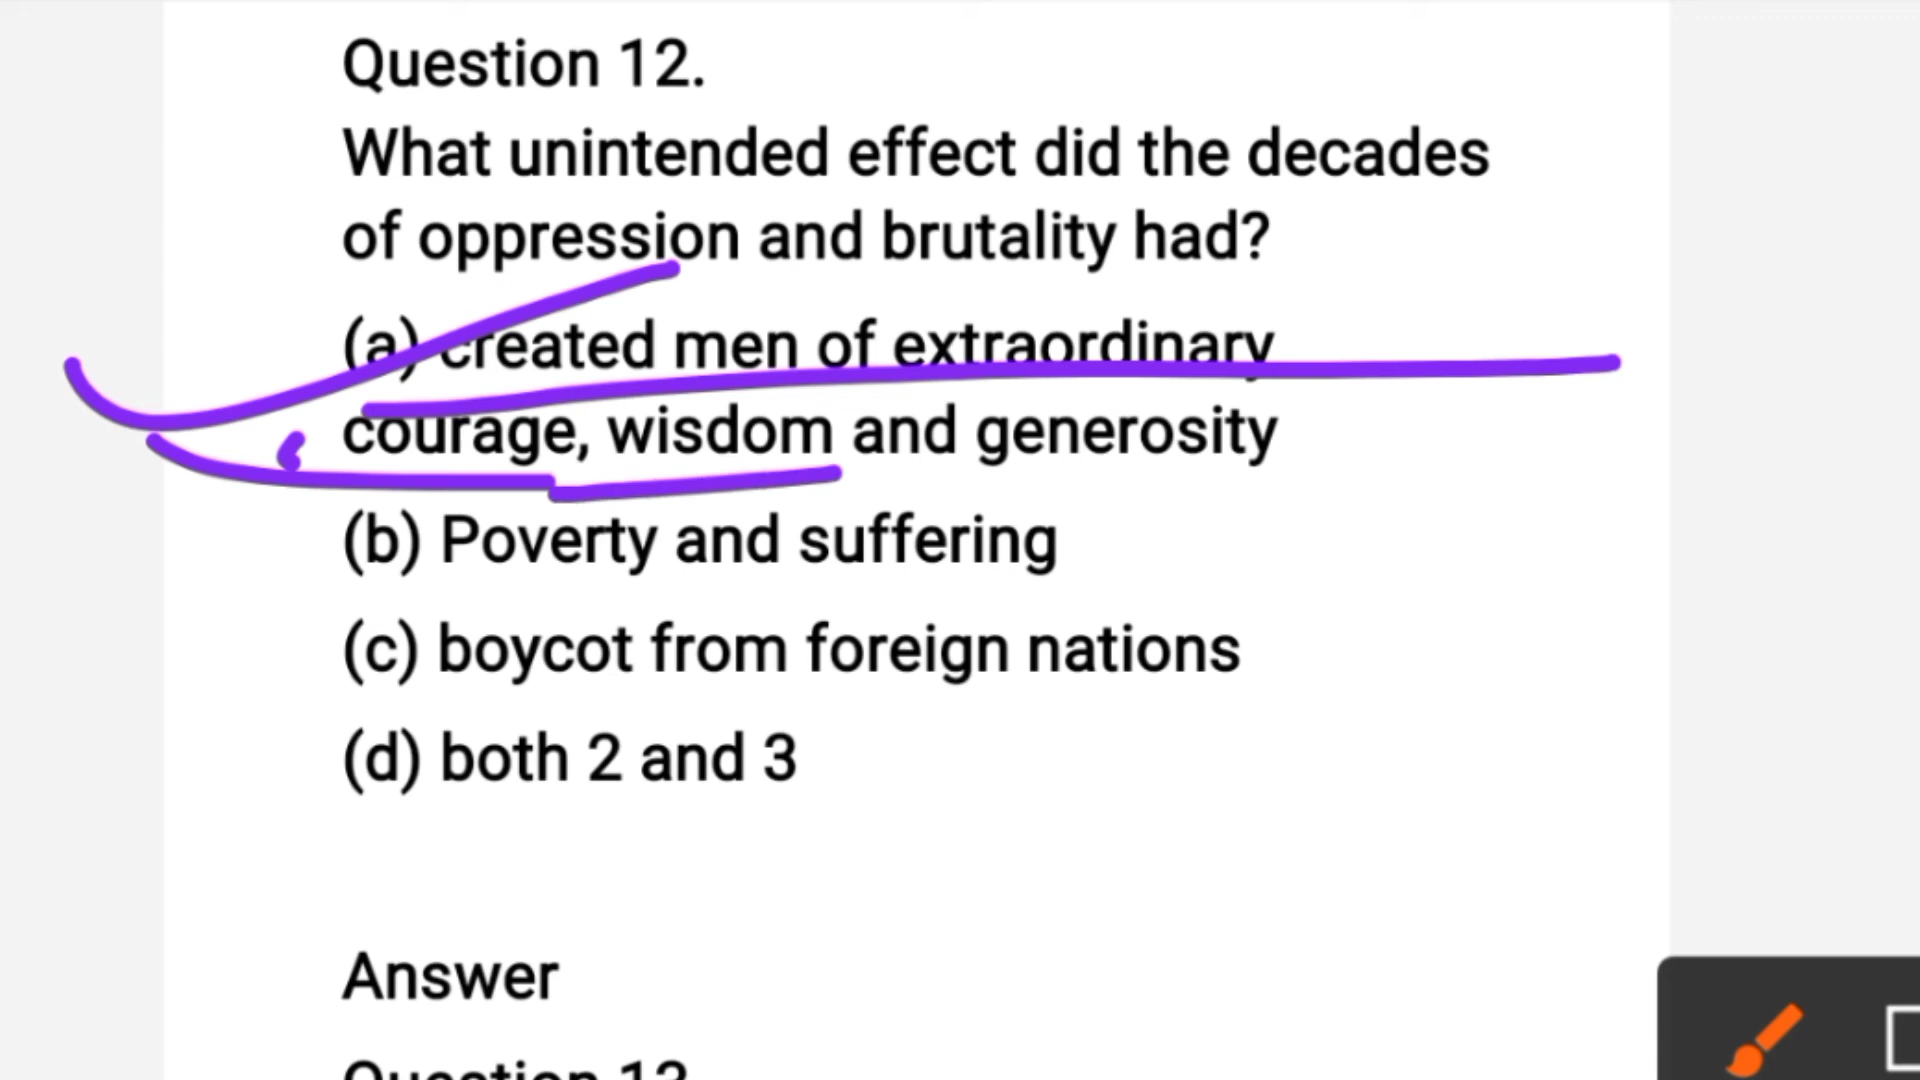 Question 12.
What unintended effect did the decades
of oppression and brutality had?
(a) created men of extraordinary
courage, wisdom and generosity
(b) Poverty and suffering
(c) boycot from foreign nations
(d) both 2 and 3
Answer
Question 13